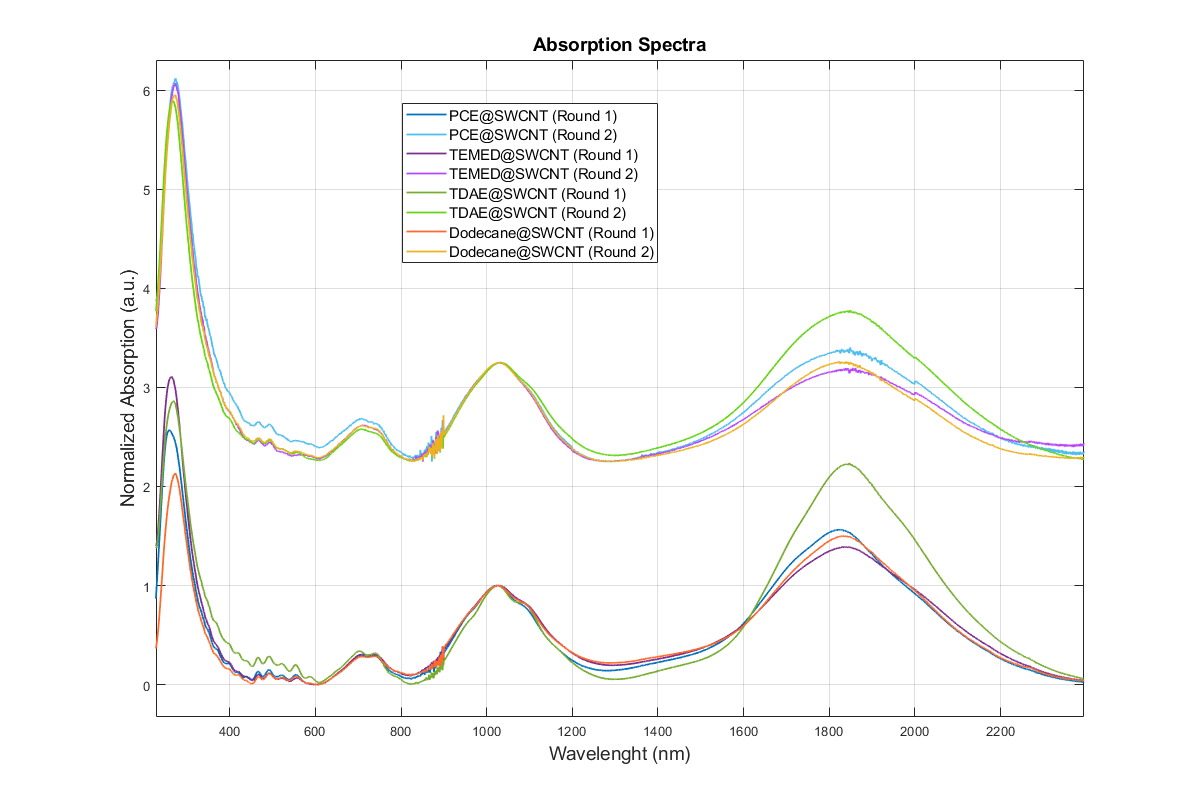 Absorption Spectra
Normalized Absorption (a.u.)
6
5
4
3
2
1
0
PCE@SWCNT (Round 1)
PCE@SWCNT (Round 2)
TEMED@SWCNT (Round 1)
TEMED@SWCNT (Round 2)
TDAE@SWCNT (Round 1)
TDAE@SWCNT (Round 2)
Dodecane@SWCNT (Round 1)
Dodecane@SWCNT (Round 2)
400 600 800 1000 1200 1400 1600 1800 2000 2200
Wavelenght (nm)